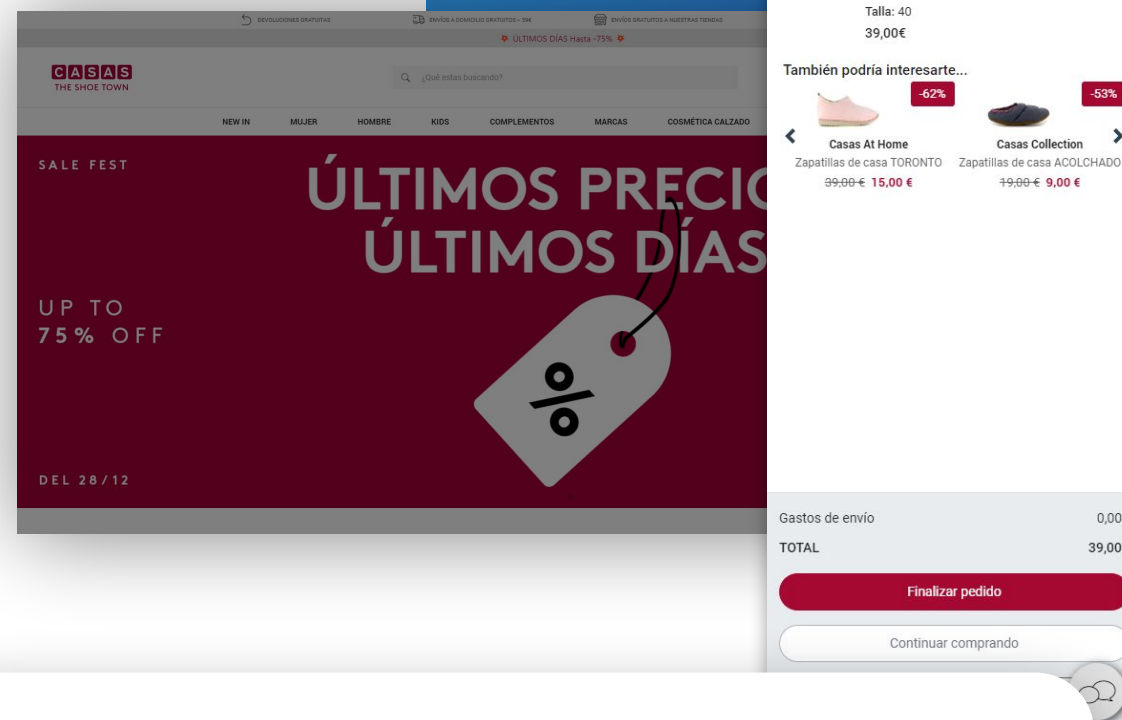 DEVOLUCIONES GRATUITAS
ENVÍOS A DOMICILIO GRATUITOS > 59€
ENVÍOS GRATUITOS A NUESTRAS TIENDAS
ÚLTIMOS DÍAS Hasta -75%
CASAS
THE SHOE TOWN
¿Qué estas buscando?
NEW IN
MUJER
HOMBRE
KIDS
COMPLEMENTOS
MARCAS
COSMÉTICA CALZADO
SALE FEST
ÚLTIMOS PRECIO
ÚLTIMOS DÍAS
UP TO
75% OFF
%
DEL 28/12
Talla: 40
39,00€
También podría interesarte...
-62%
-53%
Casas At Home
Casas Collection
Zapatillas de casa TORONTO
Zapatillas de casa ACOLCHADO
39,00 € 15,00 €
19,00 € 9,00 €
Gastos de envío
0,00
TOTAL
39,00
Finalizar pedido
Continuar comprando